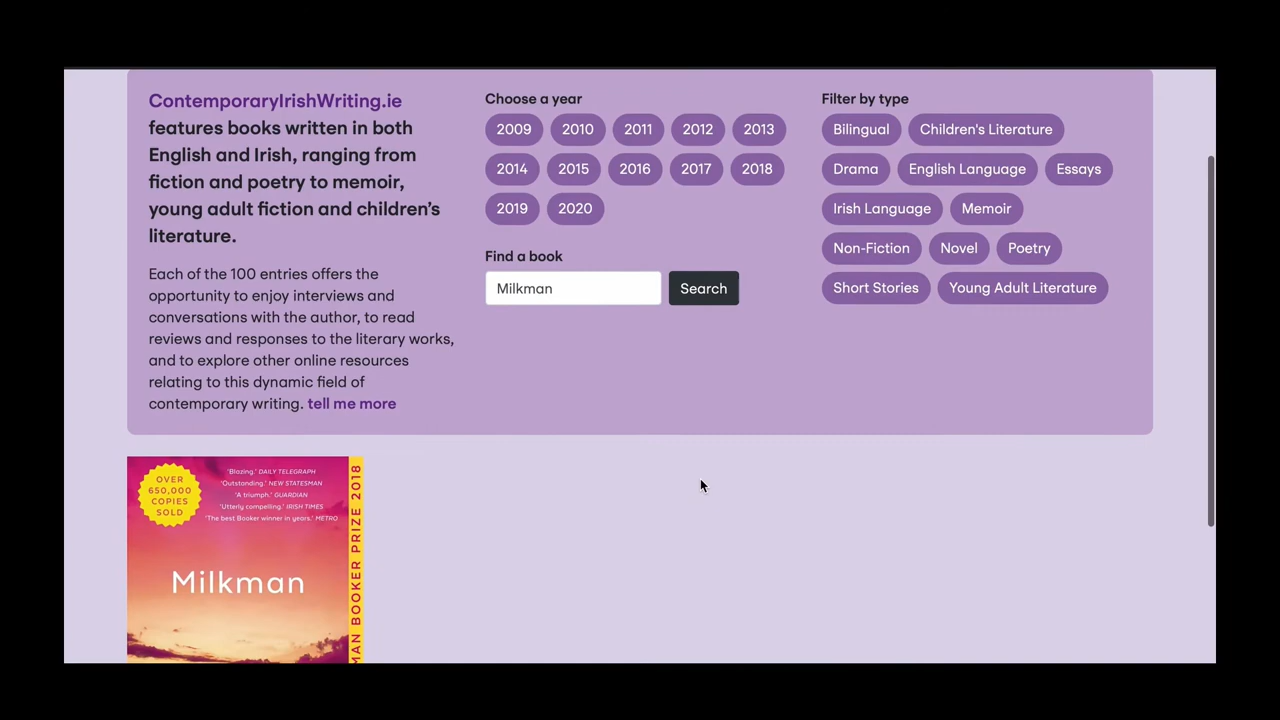 ContemporaryIrishWriting.ie
features books written in both
English and Irish, ranging from
fiction and poetry to memoir,
young adult fiction and children’s
literature.
Each of the 100 entries offers the
opportunity to enjoy interviews and
conversations with the author, to read
reviews and responses to the literary works,
and to explore other online resources
relating to this dynamic field of
contemporary writing. tell me more
Choose a year
2009 2010 2011 2012 2013
2014 2015 2016 2017 2018
2019 2020
Find a book
Milkman Search
Filter by type
Bilingual Children's Literature
Drama English Language Essays
Irish Language Memoir
Non-Fiction Novel Poetry
Short Stories Young Adult Literature
OVER
650,000
COPIES
SOLD
'Blazing.' DAILY TELEGRAPH
'Outstanding.' NEW STATESMAN
'A triumph.' GUARDIAN
'Utterly compelling.' IRISH TIMES
'The best Booker winner in years.' METRO
Milkman
MAN BOOKER PRIZE 2018